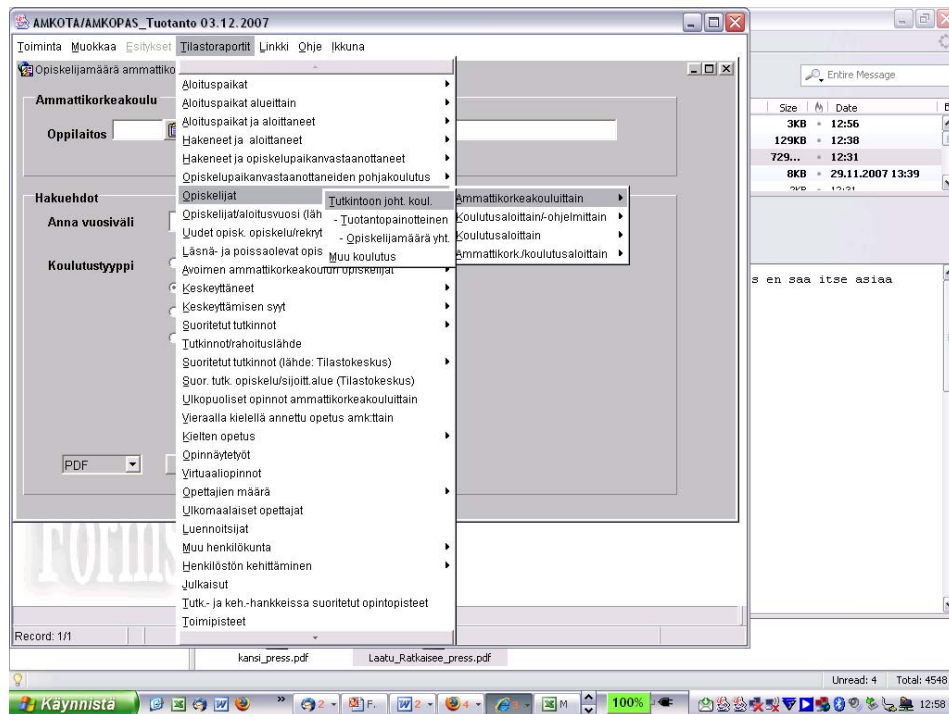 AMKOTA/AMKOPAS_Tuotanto 03.12.2007
Toiminta Muokkaa Esitykset Tilastoraportit Linkki Ohje Ikkuna
Opiskelijamäärä ammattiko
Ammattikorkeakoulu
Oppilaitos
Hakuehdot
Anna vuosiväli
Koulutustyyppi
PDF
Aloituspaikat
Aloituspaikat alueittain
Aloituspaikat ja aloittaneet
Hakeneet ja aloittaneet
Hakeneet ja opiskelupaikanvastaanottaneet
Opiskelupaikanvastaanottaneiden pohjakoulutus
Opiskelijat
Opiskelijat/aloitusvuosi (läh
Uudet opisk. opiskelu/rekryt
Läsnä- ja poissaolevat opis
Avoimen ammattikorkeakoulun opiskelijat
Keskeyttäneet
Keskeyttämisen syyt
Suoritetut tutkinnot
Tutkinnot/rahoituslähde
Suoritetut tutkinnot (lähde: Tilastokeskus)
Suor. tutk. opiskelu/sijoitt.alue (Tilastokeskus)
Ulkopuoliset opinnot ammattikorkeakouluittain
Vieraalla kielellä annettu opetus amk:ttain
Kielten opetus
Opinnäytetyöt
Virtuaaliopinnot
Opettajien määrä
Ulkomaalaiset opettajat
Luennoitsijat
Muu henkilökunta
Henkilöstön kehittäminen
Julkaisut
Tutk.- ja keh.-hankkeissa suoritetut opintopisteet
Toimipisteet
Tutkintoon joht. koul.
- Tuotantopainotteinen
- Opiskelijamäärä yht.
Muu koulutus
Ammattikorkeakouluittain
Koulutusaloittain/-ohjelmittain
Koulutusaloittain
Ammattikork./koulutusaloittain
Forms
Record: 1/1
Entire Message
Size Date
3KB 12:56
129KB 12:38
729... 12:31
8KB 29.11.2007 13:39
s en saa itse asiaa
kansi_press.pdf Laatu_Ratkaisee_press.pdf
Unread: 4 Total: 4548
Käynnistä » 2 F. 2 4 M 100% 12:58